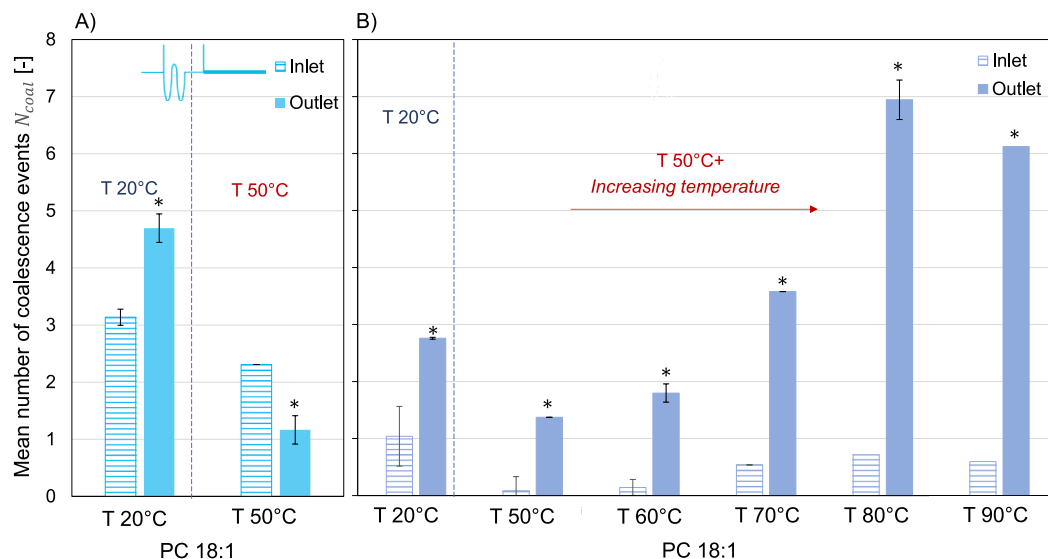 A)
Mean number of coalescence events N_coal [-]
8
7
6
5
4
3
2
1
0
Inlet
Outlet
T 20°C
T 50°C
*
*
T 20°C
T 50°C
PC 18:1
B)
Inlet
Outlet
T 20°C
T 50°C+
Increasing temperature
*
*
*
*
*
*
T 20°C
T 50°C
T 60°C
T 70°C
T 80°C
T 90°C
PC 18:1